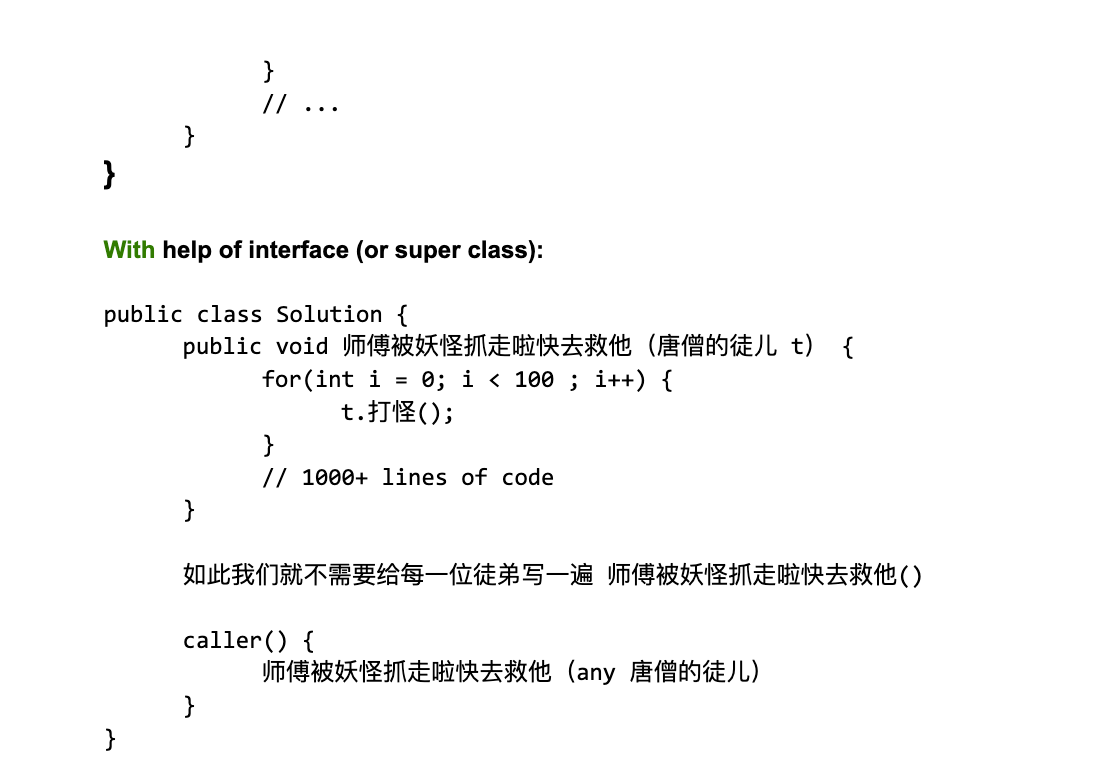 }
// ...
}
}
With help of interface (or super class):
public class Solution {
public void 师傅被妖怪抓走啦快去救他（唐僧的徒儿 t） {
for(int i = 0; i < 100 ; i++) {
t.打怪();
}
// 1000+ lines of code
}
如此我们就不需要给每一位徒弟写一遍 师傅被妖怪抓走啦快去救他()
caller() {
师傅被妖怪抓走啦快去救他（any 唐僧的徒儿）
}
}